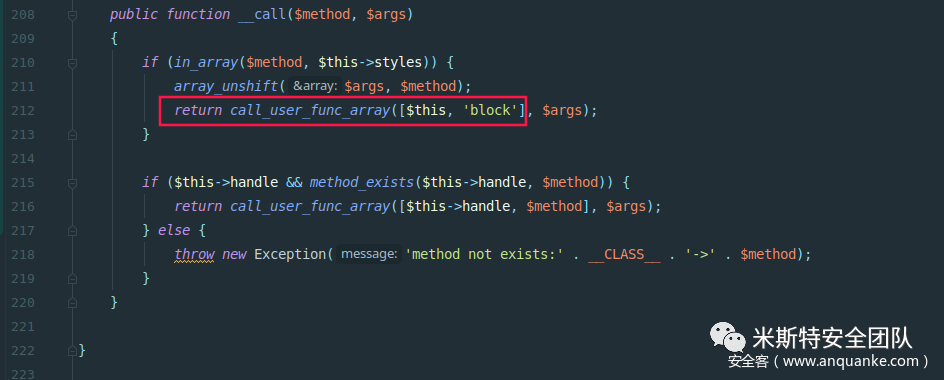 208 public function __call($method, $args)
209 {
210 if (in_array($method, $this->styles)) {
211 array_unshift( &array: $args, $method);
212 return call_user_func_array([$this, 'block'], $args);
213 }
214
215 if ($this->handle && method_exists($this->handle, $method)) {
216 return call_user_func_array([$this->handle, $method], $args);
217 } else {
218 throw new Exception( message: 'method not exists:' . __CLASS__ . '->' . $method);
219 }
220 }
221
222 }
223
米斯特安全团队
安全客（www.anquanke.com）